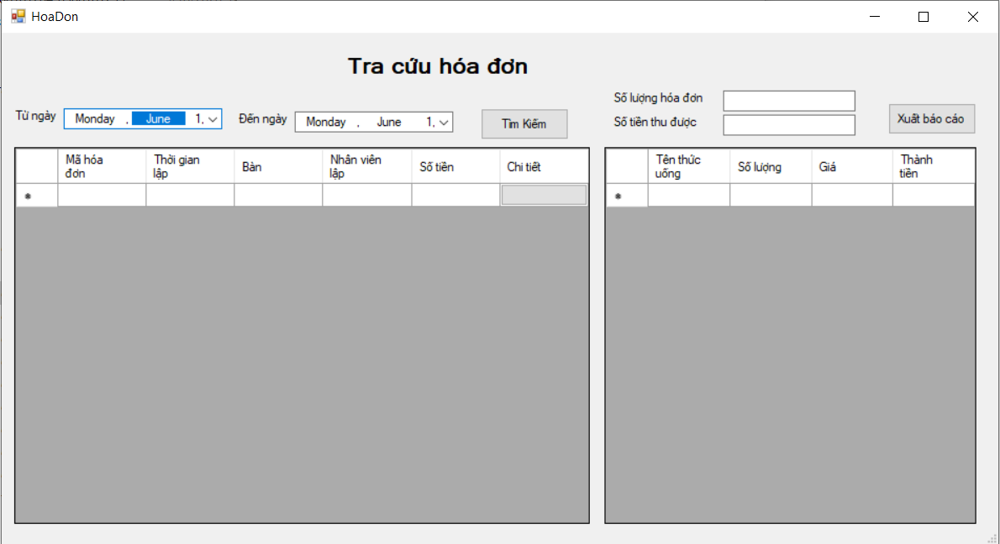 HoaDon
Tra cứu hóa đơn
Từ ngày
Monday , June 1,
Đến ngày
Monday , June 1,
Tìm Kiếm
Số lượng hóa đơn
Số tiền thu được
Xuất báo cáo
Mã hóa
đơn
Thời gian
lập
Bàn
Nhân viên
lập
Số tiền
Chi tiết
Tên thức
uống
Số lượng
Giá
Thành
tiền